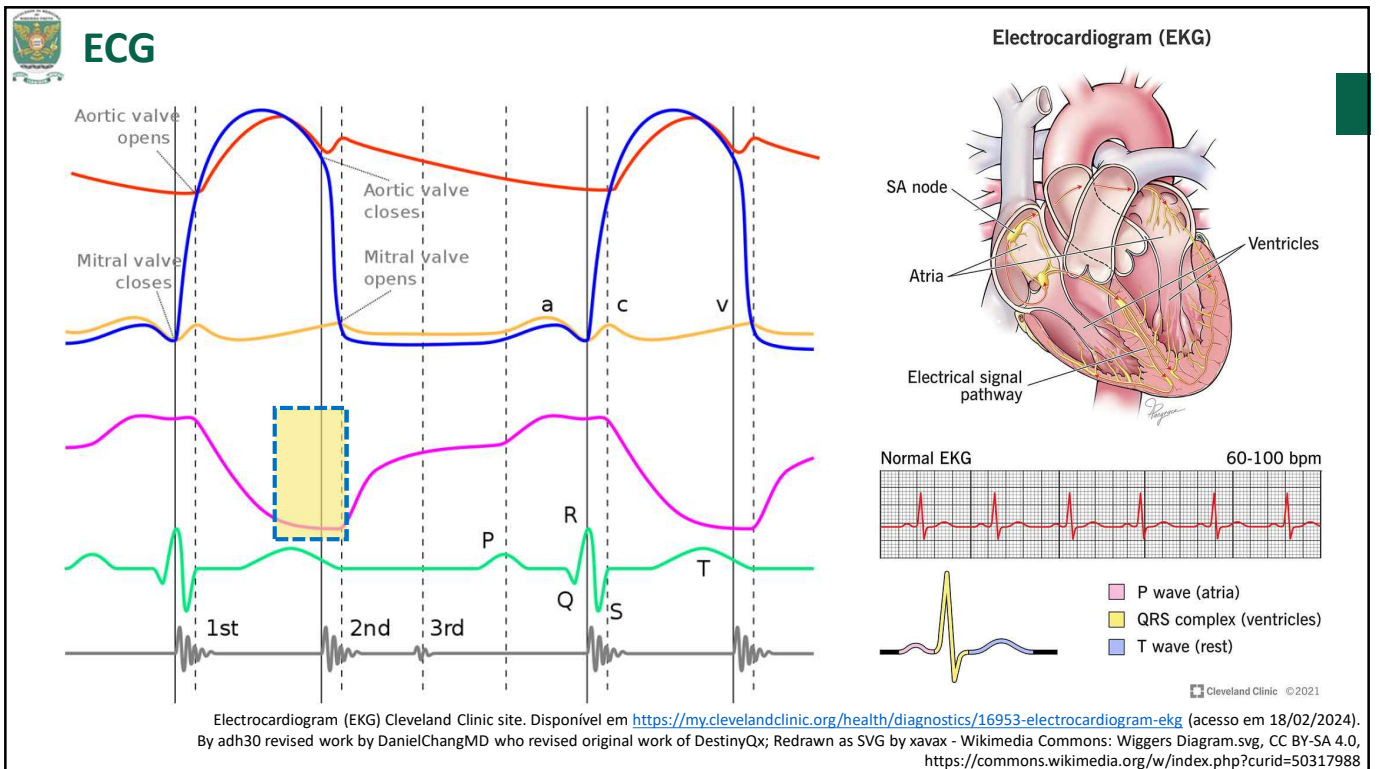 ECG
Aortic valve
opens
Aortic valve
closes
Mitral valve
closes
Mitral valve
opens
a
c
v
P
R
Q
S
T
1st
2nd
3rd
Electrocardiogram (EKG)
SA node
Atria
Ventricles
Electrical signal
pathway
Normal EKG
60-100 bpm
P wave (atria)
QRS complex (ventricles)
T wave (rest)
Cleveland Clinic ©2021
Electrocardiogram (EKG) Cleveland Clinic site. Disponível em https://my.clevelandclinic.org/health/diagnostics/16953-electrocardiogram-ekg (acesso em 18/02/2024).
By adh30 revised work by DanielChangMD who revised original work of DestinyQx; Redrawn as SVG by xavax - Wikimedia Commons: Wiggers Diagram.svg, CC BY-SA 4.0,
https://commons.wikimedia.org/w/index.php?curid=50317988